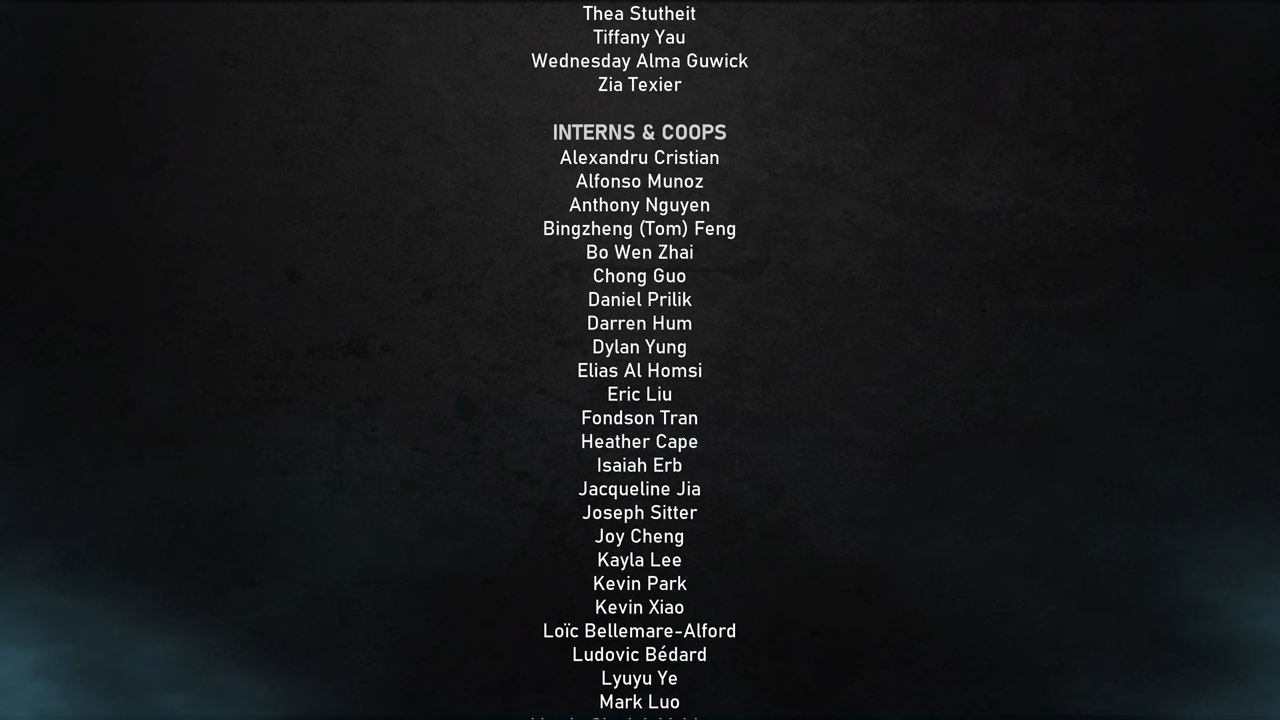 Thea Stutheit
Tiffany Yau
Wednesday Alma Guwick
Zia Texier
INTERNS & COOPS
Alexandru Cristian
Alfonso Munoz
Anthony Nguyen
Bingzheng (Tom) Feng
Bo Wen Zhai
Chong Guo
Daniel Prilik
Darren Hum
Dylan Yung
Elias Al Homsi
Eric Liu
Fondson Tran
Heather Cape
Isaiah Erb
Jacqueline Jia
Joseph Sitter
Joy Cheng
Kayla Lee
Kevin Park
Kevin Xiao
Loïc Bellemare-Alford
Ludovic Bédard
Lyuyu Ye
Mark Luo